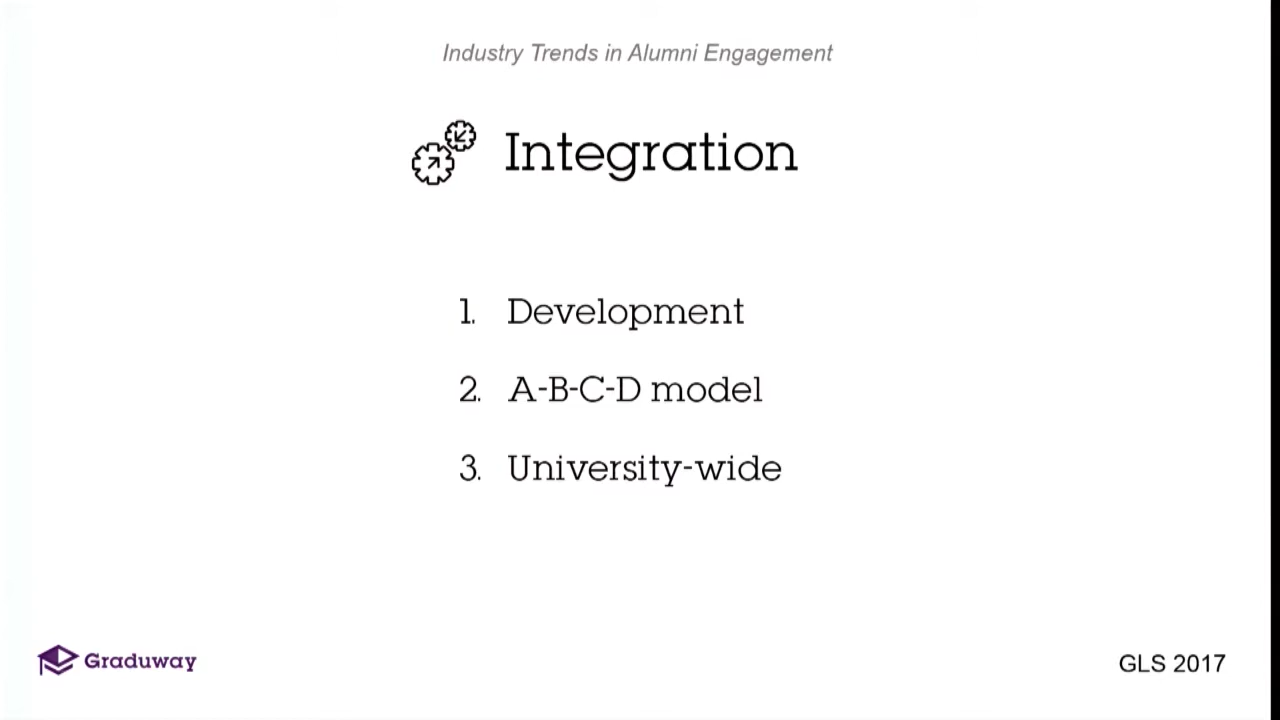 Industry Trends in Alumni Engagement
Integration
1. Development
2. A-B-C-D model
3. University-wide
Graduway
GLS 2017